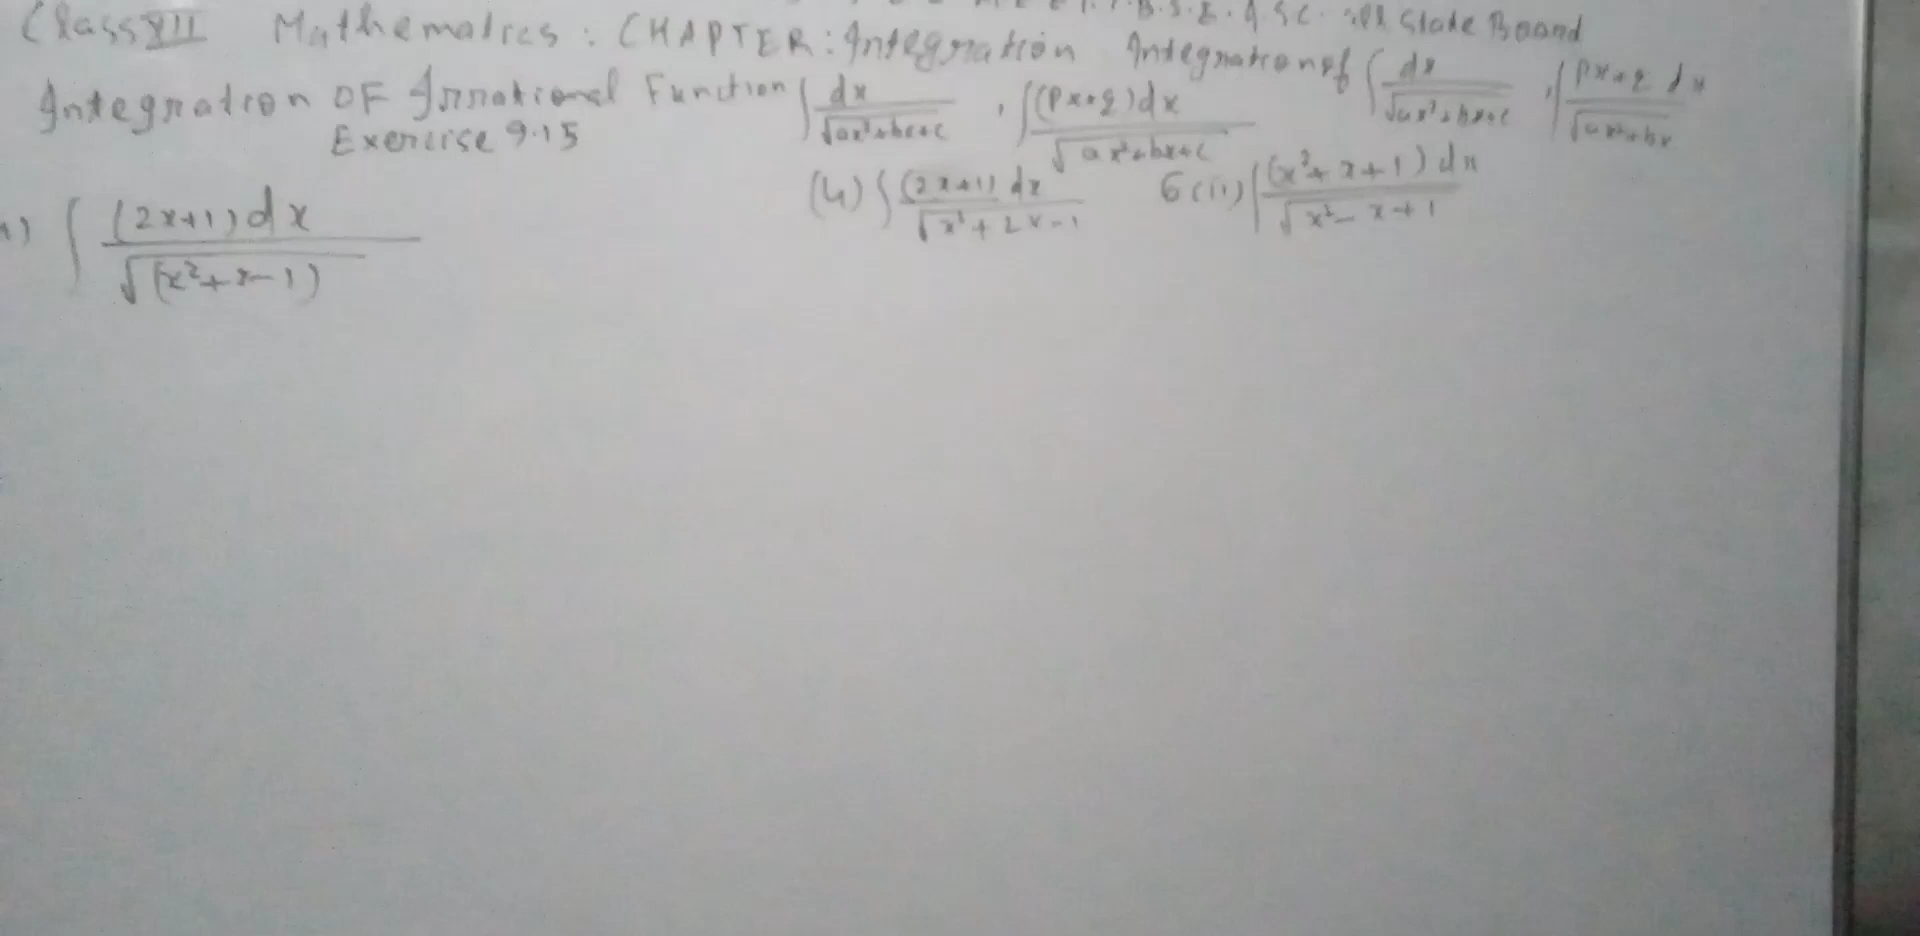 Class XII Mathematics : CHAPTER : Integration Integration of ∫ dx/√ax²+bx+c , ∫ px+q dx/√ax²+bx
Integration OF Irrational Function ∫ dx/√ax²+bx+c , ∫ (px+q)dx/√ax²+bx+c
Exercise 9.15
(4) ∫ (2x+1) dx/√x²+2x-1 6(ii) ∫ (x²+x+1) dx/√x²-x+1
∫ (2x+1)dx/√(x²+x-1)